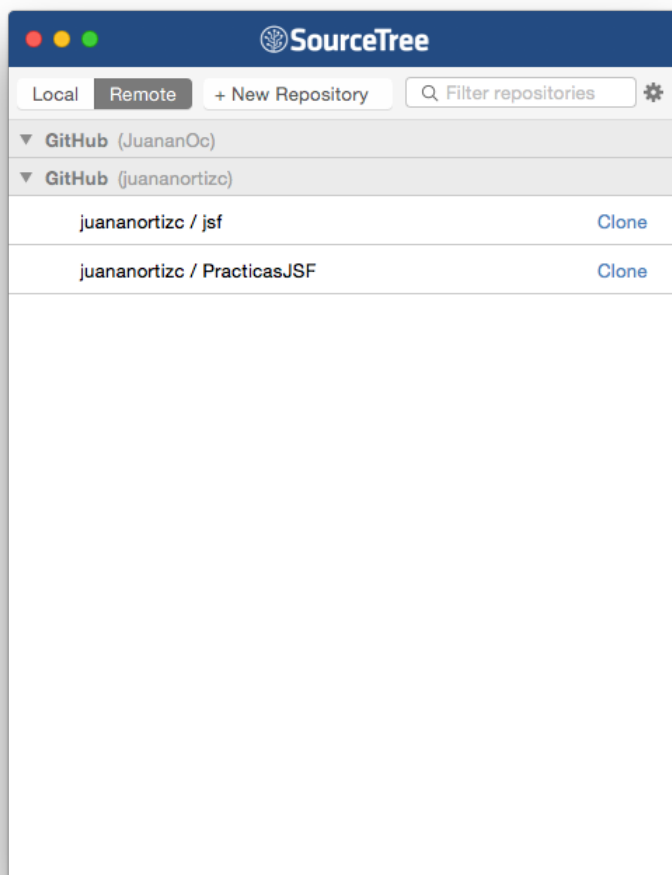 SourceTree
Local Remote + New Repository Filter repositories
GitHub (JuananOc)
GitHub (juananortizc)
juananortizc / jsf Clone
juananortizc / PracticasJSF Clone